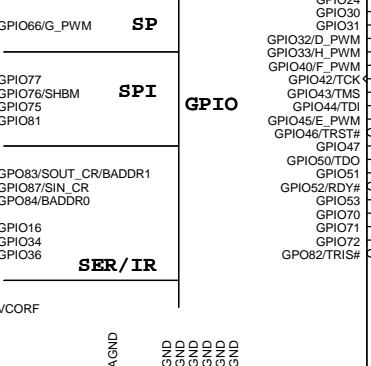 GPIO24
GPIO30
GPIO31
GPIO32/D_PWM
GPIO33/H_PWM
GPIO40/F_PWM
GPIO42/TCK
GPIO43/TMS
GPIO44/TDI
GPIO45/E_PWM
GPIO46/TRST#
GPIO47
GPIO50/TDO
GPIO51
GPIO52/RDY#
GPIO53
GPIO70
GPIO71
GPIO72
GPO82/TRIS#
GPIO66/G_PWM
SP
GPIO77
GPIO76/SHBM
GPIO75
GPIO81
SPI
GPIO
GPO83/SOUT_CR/BADDR1
GPIO87/SIN_CR
GPO84/BADDR0
GPIO16
GPIO34
GPIO36
SER/IR
VCORF
AGND
GND
GND
GND
GND
GND
GND